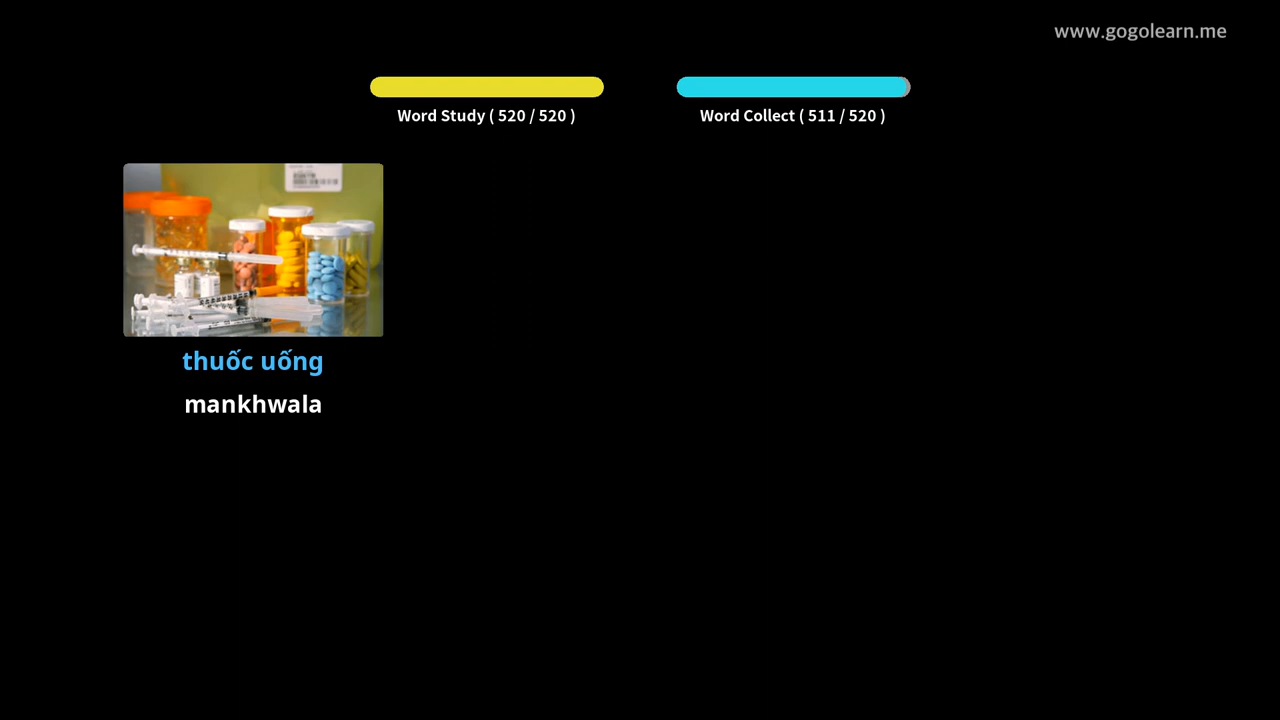 www.gogolearn.me
Word Study ( 520 / 520 )
Word Collect ( 511 / 520 )
thuốc uống
mankhwala